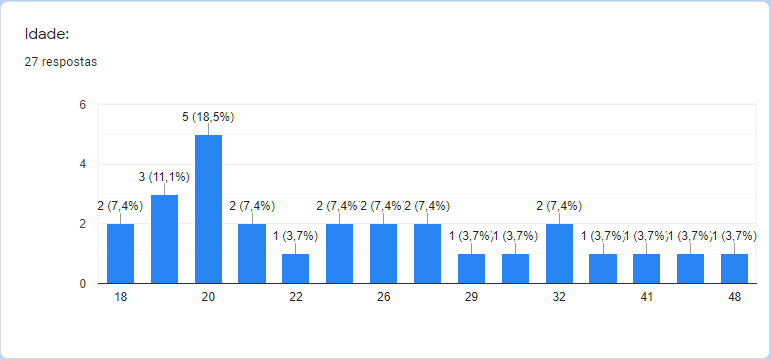 Idade:
27 respostas
6
5 (18,5%)
4
3 (11,1%)
2 (7,4%) 2 (7,4%) 2 (7,4%) 2 (7,4%) 2 (7,4%) 2 (7,4%)
2
1 (3,7%) 1 (3,7%) 1 (3,7%) 1 (3,7%) 1 (3,7%) 1 (3,7%) 1 (3,7%)
0
18 20 22 26 29 32 41 48